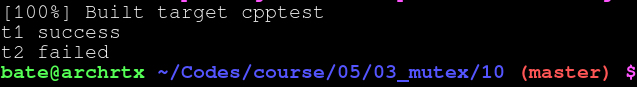 [100%] Built target cpptest
t1 success
t2 failed
bate@archrtx ~/Codes/course/05/03_mutex/10 (master) $